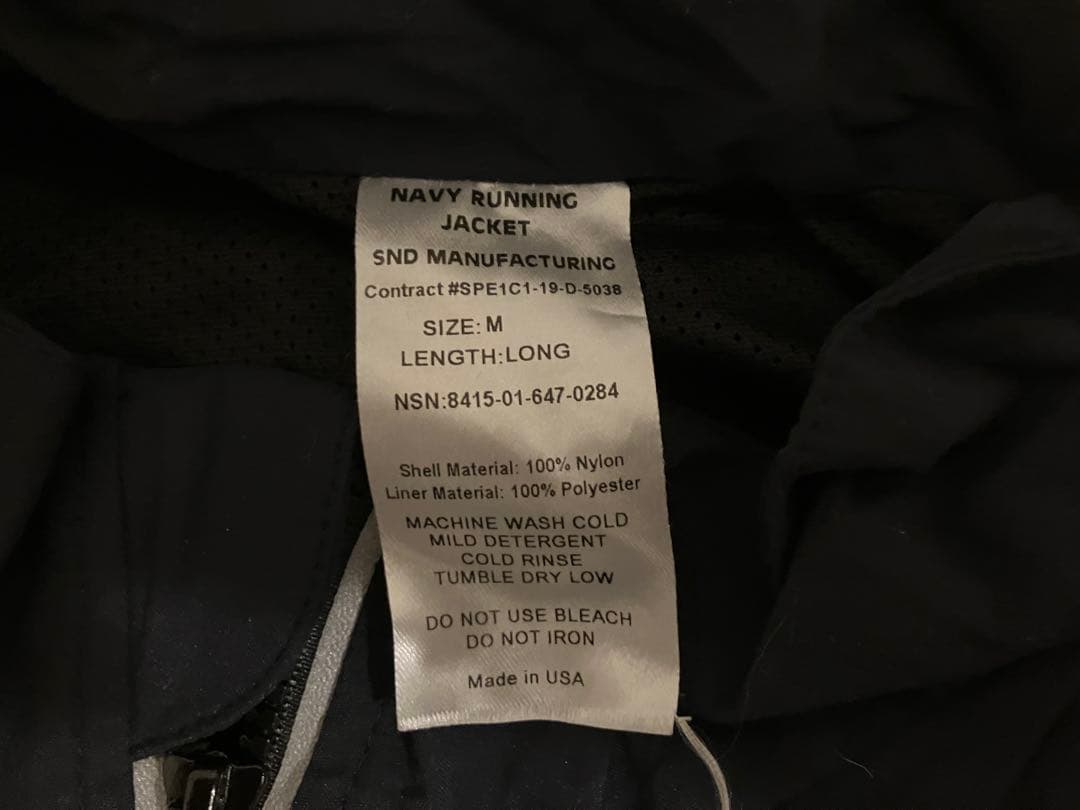 NAVY RUNNING
JACKET
SND MANUFACTURING
Contract #SPE1C1-19-D-5038
SIZE: M
LENGTH:LONG
NSN:8415-01-647-0284
Shell Material: 100% Nylon
Liner Material: 100% Polyester
MACHINE WASH COLD
MILD DETERGENT
COLD RINSE
TUMBLE DRY LOW
DO NOT USE BLEACH
DO NOT IRON
Made in USA